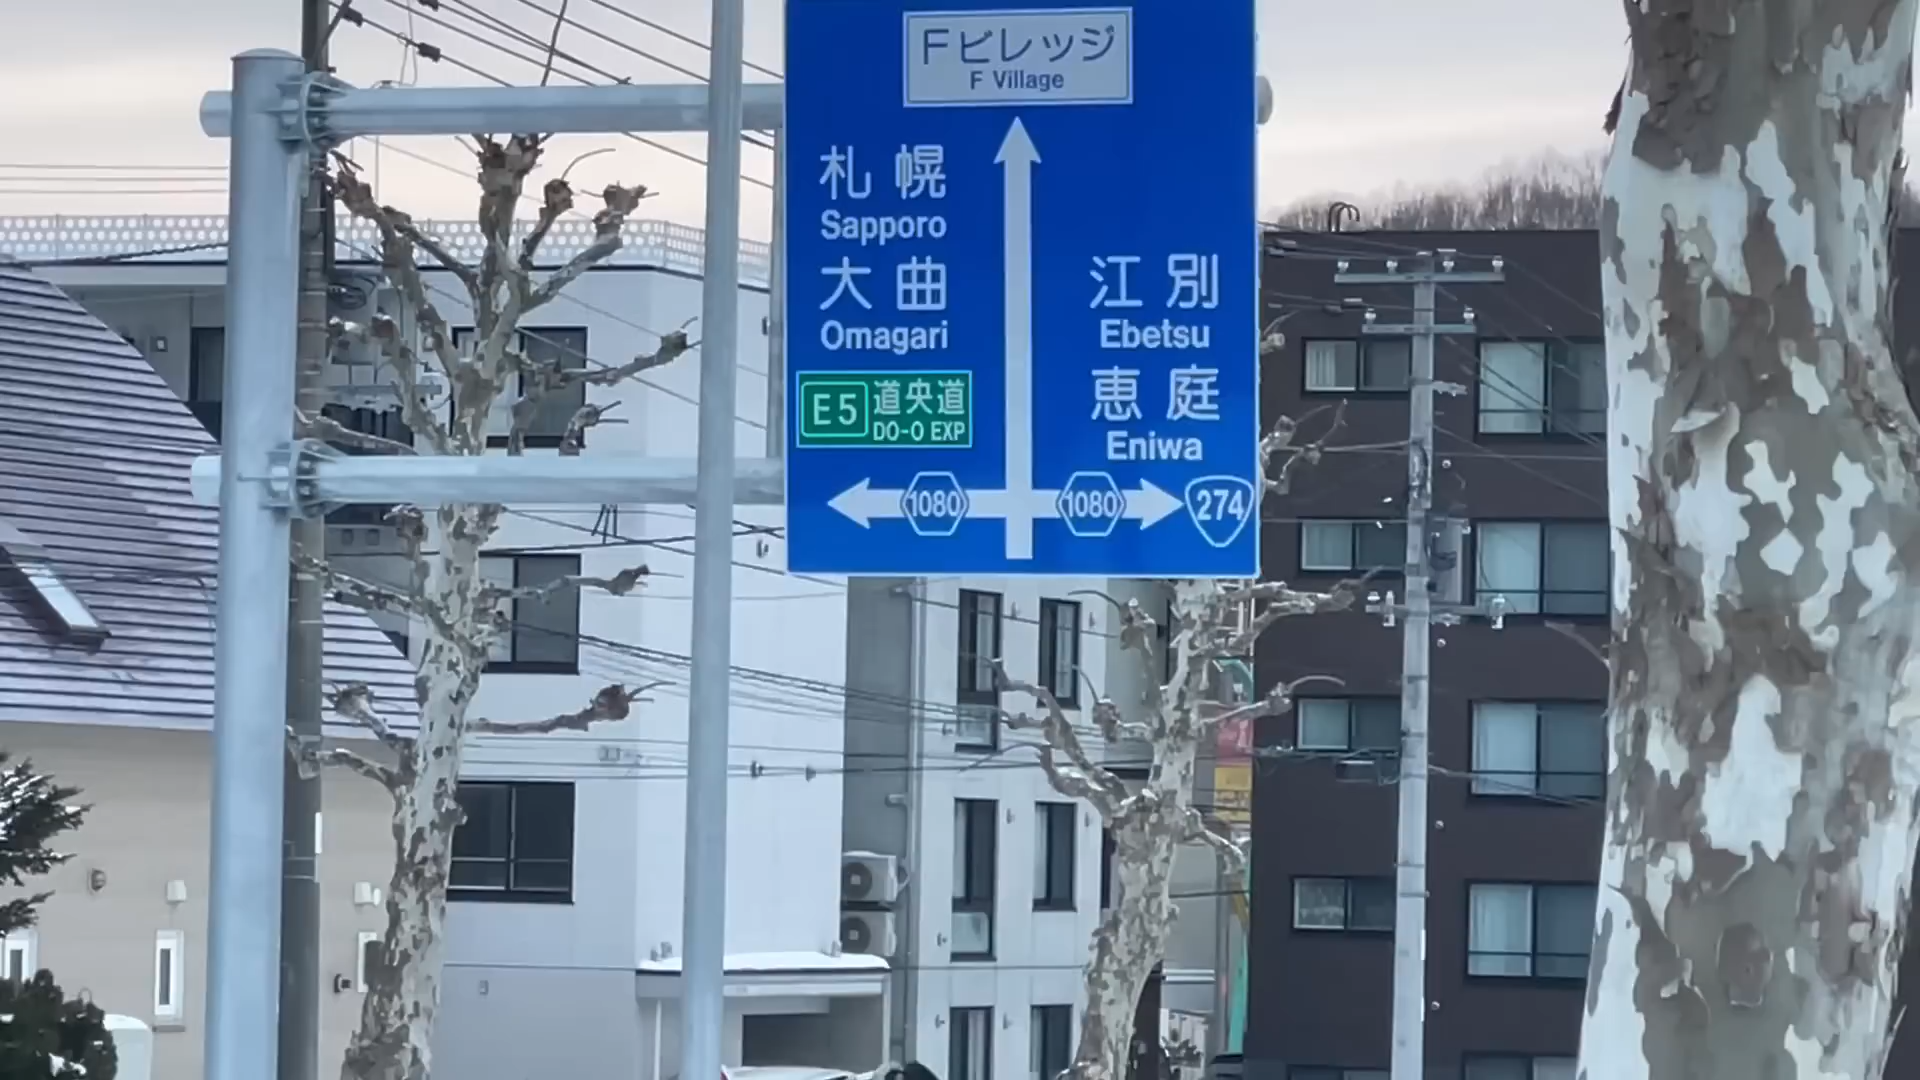 Fビレッジ
F Village
札幌
Sapporo
大曲
Omagari
E5 道央道
DO-O EXP
江別
Ebetsu
恵庭
Eniwa
1080
1080
274